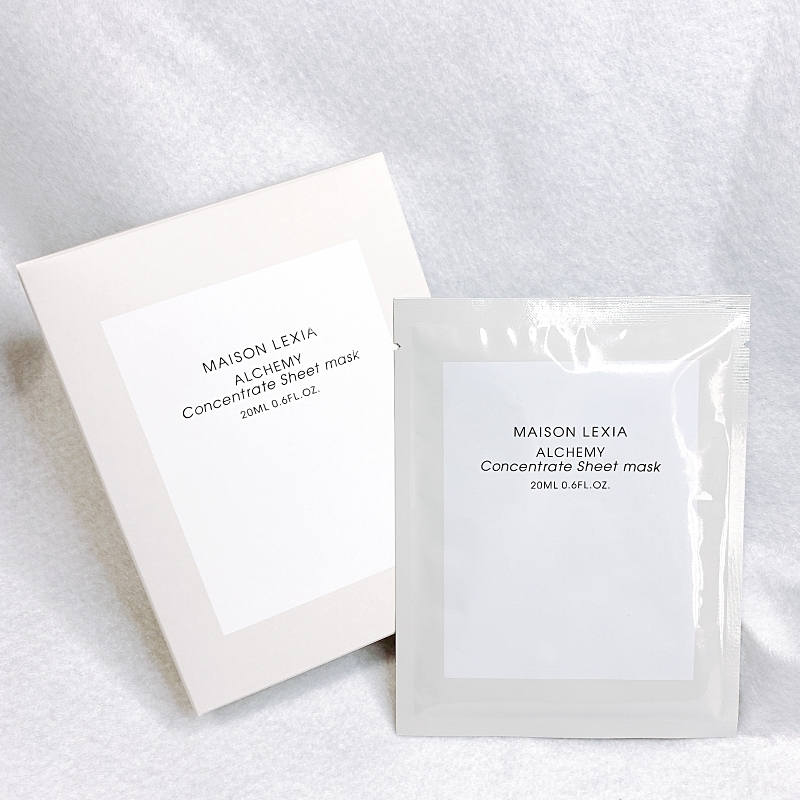 MAISON LEXIA
ALCHEMY
Concentrate Sheet mask
20ML 0.6FL.OZ.
MAISON LEXIA
ALCHEMY
Concentrate Sheet mask
20ML 0.6FL.OZ.